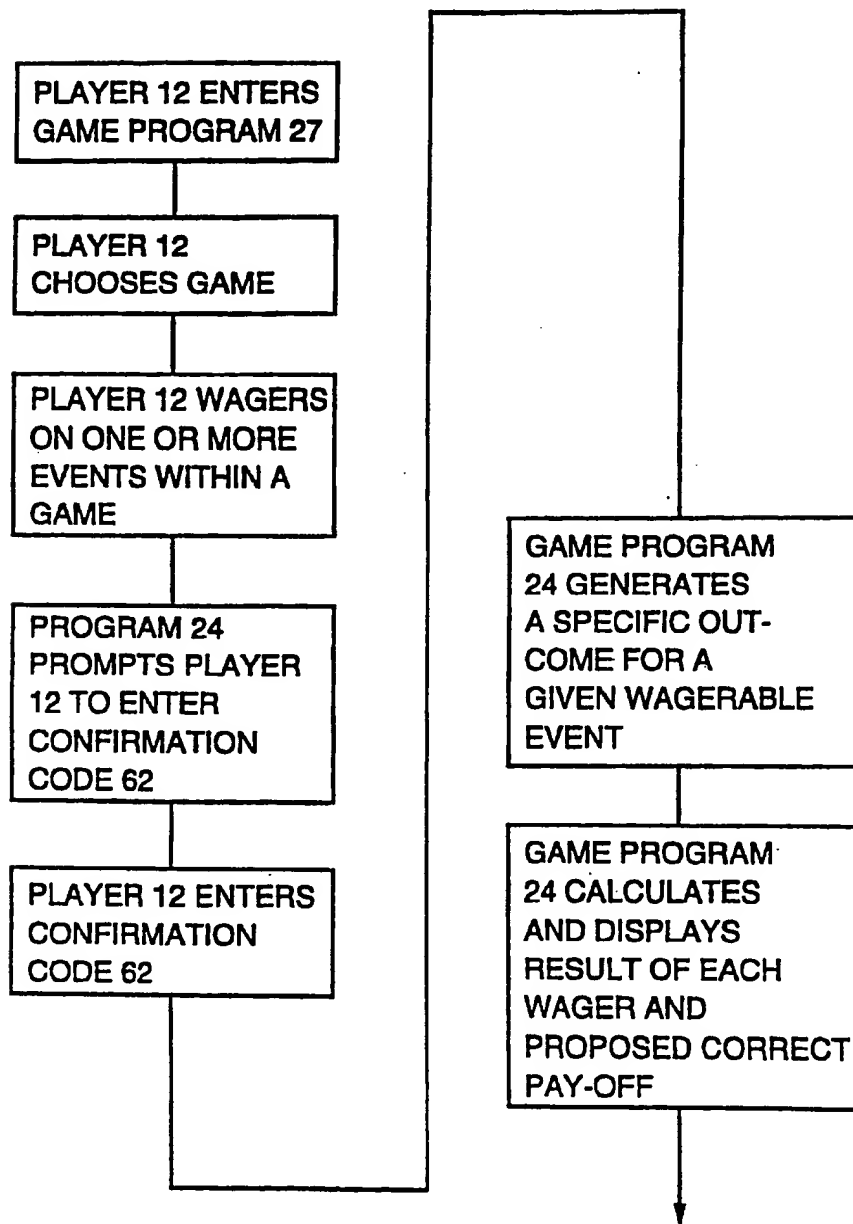 PLAYER 12 ENTERS
GAME PROGRAM 27
PLAYER 12
CHOOSES GAME
PLAYER 12 WAGERS
ON ONE OR MORE
EVENTS WITHIN A
GAME
PROGRAM 24
PROMPTS PLAYER
12 TO ENTER
CONFIRMATION
CODE 62
PLAYER 12 ENTERS
CONFIRMATION
CODE 62
GAME PROGRAM
24 GENERATES
A SPECIFIC OUT-
COME FOR A
GIVEN WAGERABLE
EVENT
GAME PROGRAM
24 CALCULATES
AND DISPLAYS
RESULT OF EACH
WAGER AND
PROPOSED CORRECT
PAY-OFF